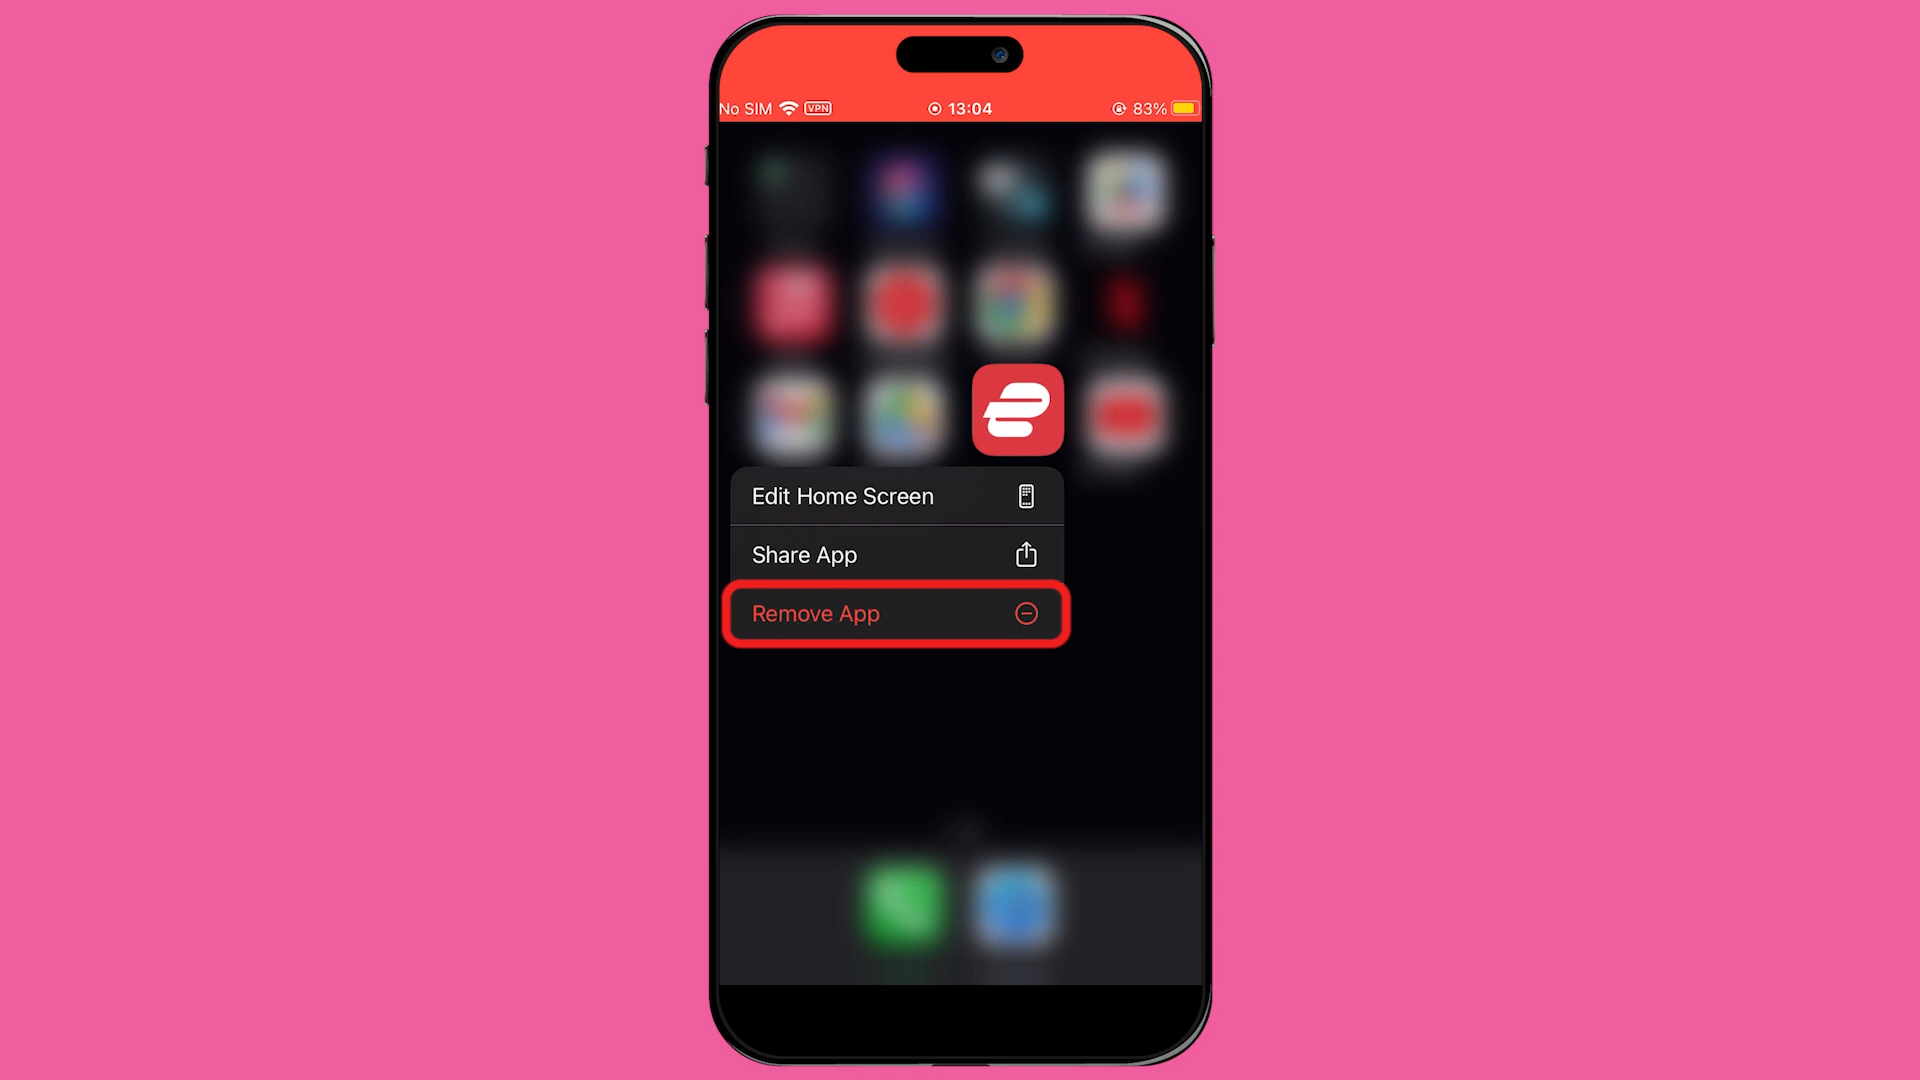 No SIM VPN 13:04 83%
Edit Home Screen
Share App
Remove App